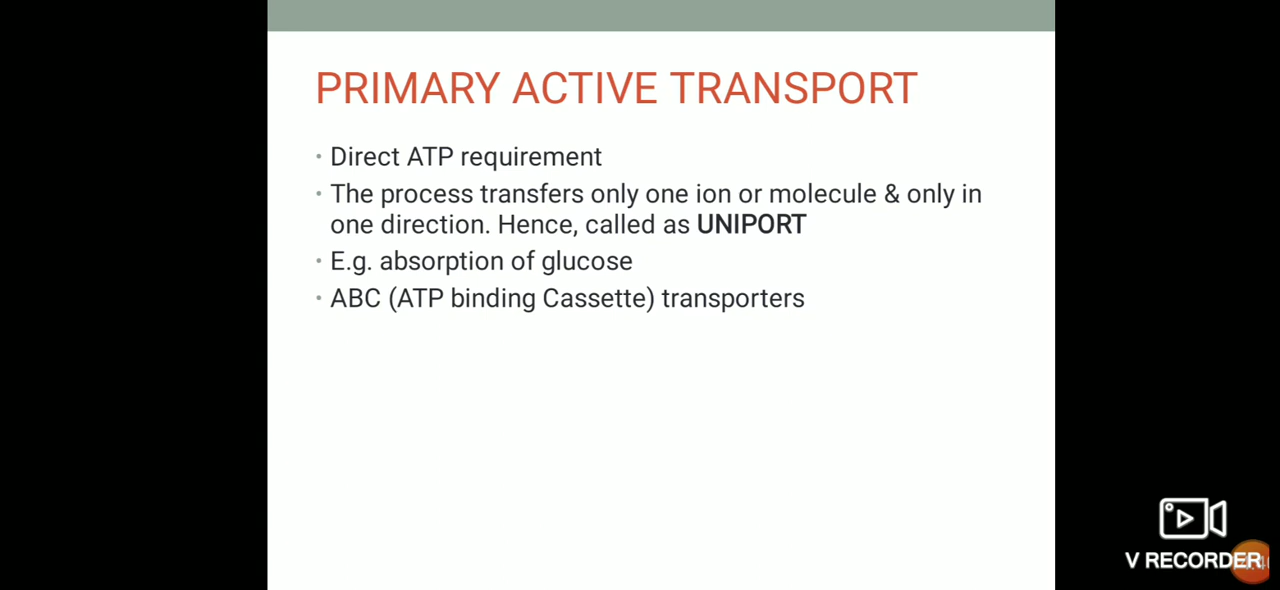 PRIMARY ACTIVE TRANSPORT
• Direct ATP requirement
• The process transfers only one ion or molecule & only in
one direction. Hence, called as UNIPORT
• E.g. absorption of glucose
• ABC (ATP binding Cassette) transporters
V RECORDER